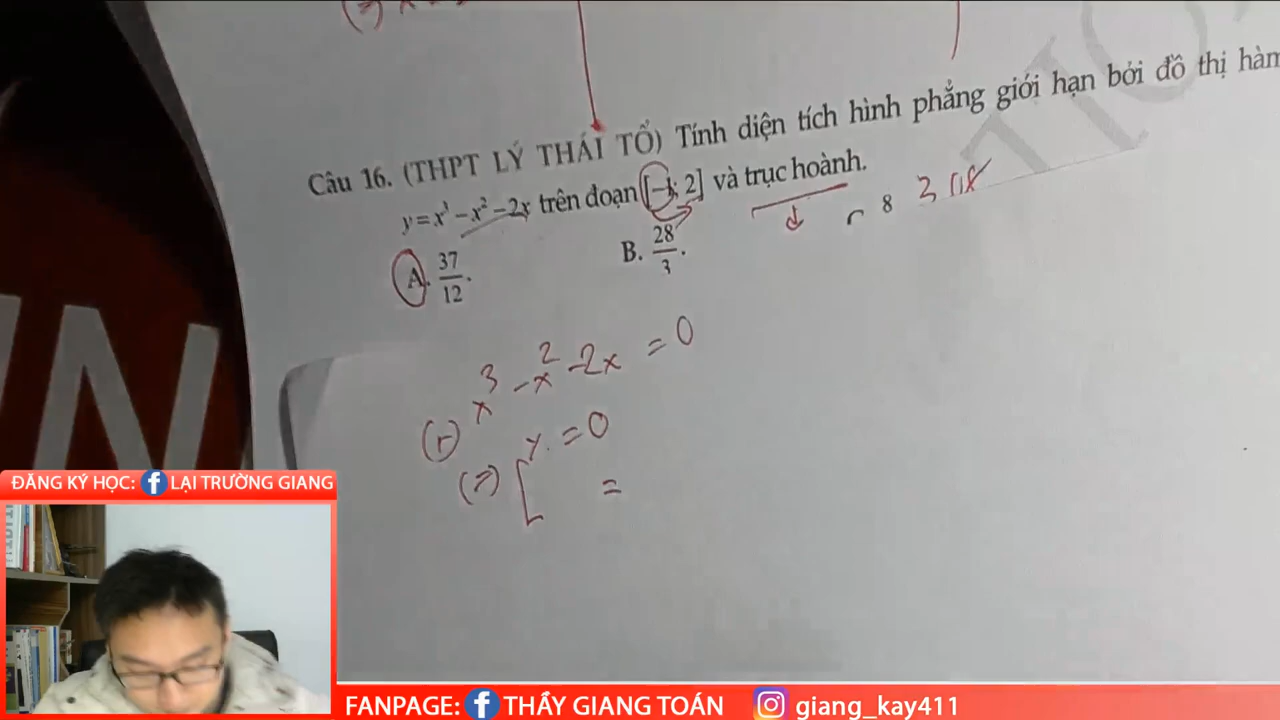 Câu 16. (THPT LÝ THÁI TỔ) Tính diện tích hình phẳng giới hạn bởi đồ thị hàm
y = x³ – x² – 2x trên đoạn [–1; 2] và trục hoành.
A. 37/12. B. 28/3. C 8
x³ - x² - 2x = 0
= 0
=
ĐĂNG KÝ HỌC: LẠI TRƯỜNG GIANG
FANPAGE: THẦY GIANG TOÁN giang_kay411